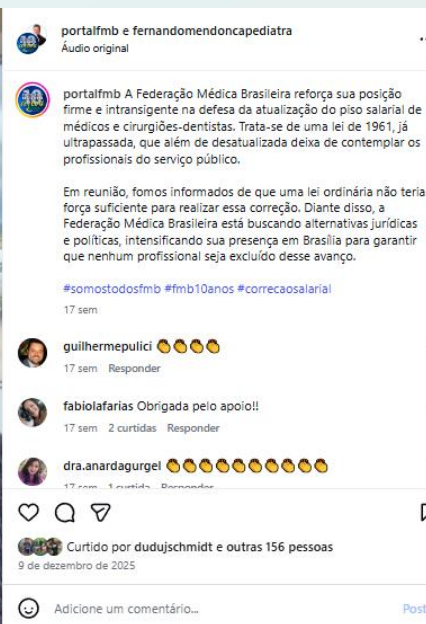 portalfmb e fernandomendoncapediatra
Áudio original
portalfmb A Federação Médica Brasileira reforça sua posição
firme e intransigente na defesa da atualização do piso salarial de
médicos e cirurgiões-dentistas. Trata-se de uma lei de 1961, já
ultrapassada, que além de desatualizada deixa de contemplar os
profissionais do serviço público.
Em reunião, fomos informados de que uma lei ordinária não teria
força suficiente para realizar essa correção. Diante disso, a
Federação Médica Brasileira está buscando alternativas jurídicas
e políticas, intensificando sua presença em Brasília para garantir
que nenhum profissional seja excluído desse avanço.
#somostodosfmb #fmb10anos #correcaosalarial
17 sem
guilhermepulici 👏👏👏👏
17 sem Responder
fabiolafarias Obrigada pelo apoio!!
17 sem 2 curtidas Responder
dra.anardagurgel 👏👏👏👏👏👏👏👏👏👏
17 sem 1 curtida Responder
Curtido por dudujschmidt e outras 156 pessoas
9 de dezembro de 2025
Adicione um comentário...
Post